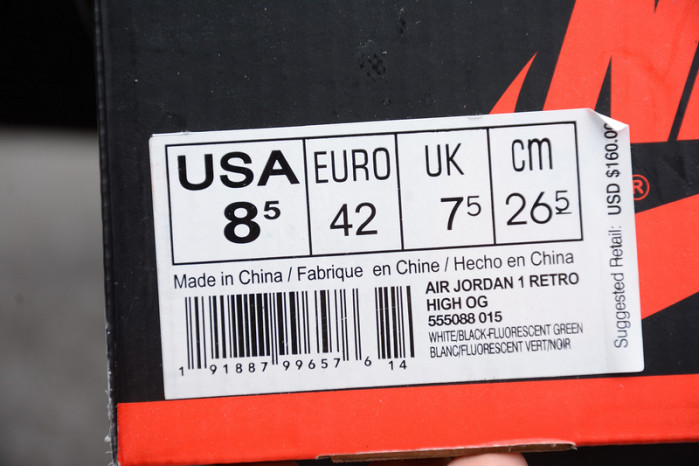 USA EURO UK cm
8⁵ 42 7⁵ 26⁵
Made in China / Fabrique en Chine / Hecho en China
AIR JORDAN 1 RETRO
HIGH OG
555088 015
WHITE/BLACK-FLUORESCENT GREEN
BLANC/FLUORESCENT VERT/NOIR
1 91887 99657 6 14
Suggested Retail: USD $160.00
®